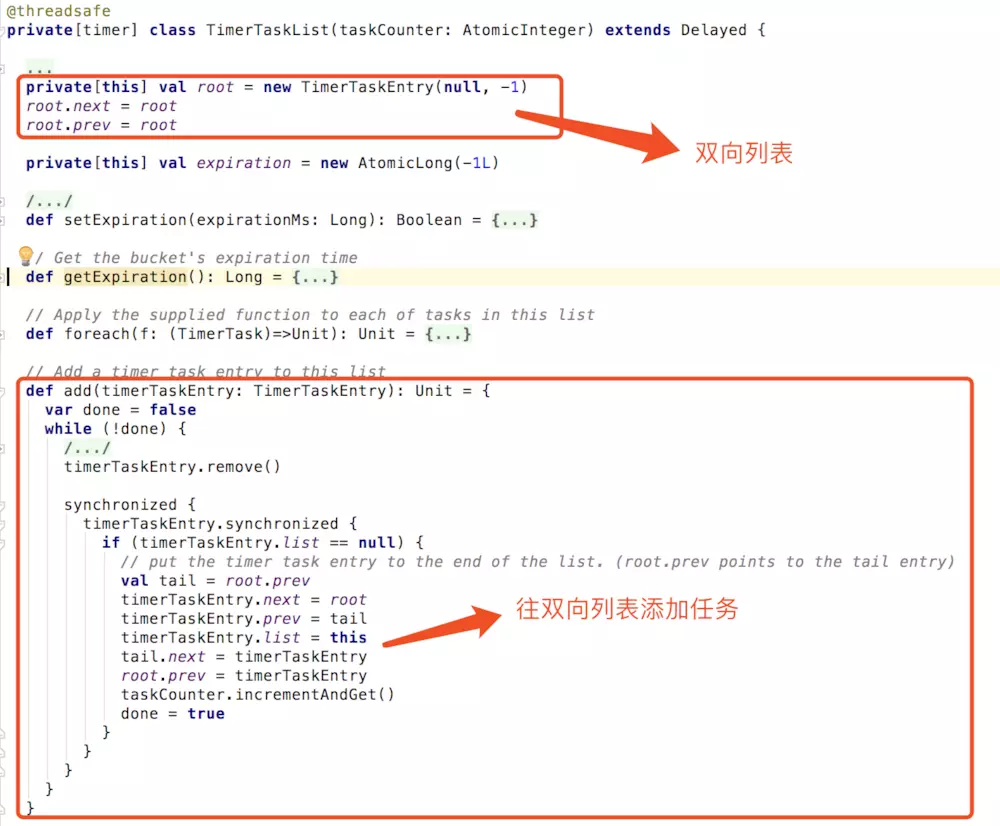 @threadsafe
private[timer] class TimerTaskList(taskCounter: AtomicInteger) extends Delayed {
...
private[this] val root = new TimerTaskEntry(null, -1)
root.next = root
root.prev = root
双向列表
private[this] val expiration = new AtomicLong(-1L)
/.../
def setExpiration(expirationMs: Long): Boolean = {...}
/ Get the bucket's expiration time
def getExpiration(): Long = {...}
// Apply the supplied function to each of tasks in this list
def foreach(f: (TimerTask)=>Unit): Unit = {...}
// Add a timer task entry to this list
def add(timerTaskEntry: TimerTaskEntry): Unit = {
var done = false
while (!done) {
/.../
timerTaskEntry.remove()
synchronized {
timerTaskEntry.synchronized {
if (timerTaskEntry.list == null) {
// put the timer task entry to the end of the list. (root.prev points to the tail entry)
val tail = root.prev
timerTaskEntry.next = root
timerTaskEntry.prev = tail
往双向列表添加任务
timerTaskEntry.list = this
tail.next = timerTaskEntry
root.prev = timerTaskEntry
taskCounter.incrementAndGet()
done = true
}
}
}
}
}